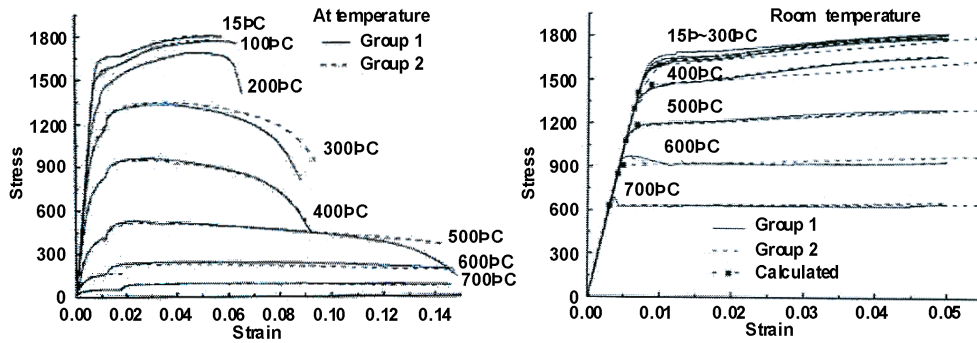 15ÞC
At temperature
1800
100ÞC
Group 1
Group 2
1500
200ÞC
1200
300ÞC
Stress
900
600
400ÞC
500ÞC
300
600ÞC
700ÞC
0
0.00 0.02 0.04 0.06 0.08 0.10 0.12 0.14
Strain
Room temperature
1800
15Þ~300ÞC
400ÞC
1500
500ÞC
1200
600ÞC
Stress
900
700ÞC
600
Group 1
Group 2
300
Calculated
0
0.00 0.01 0.02 0.03 0.04 0.05
Strain